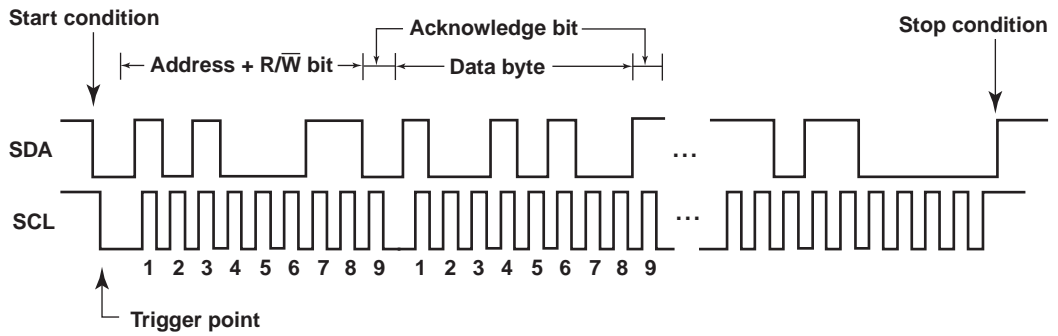 Start condition
Acknowledge bit
Stop condition
Address + R/W̅ bit
Data byte
SDA
...
SCL
...
1 2 3 4 5 6 7 8 9 1 2 3 4 5 6 7 8 9
Trigger point